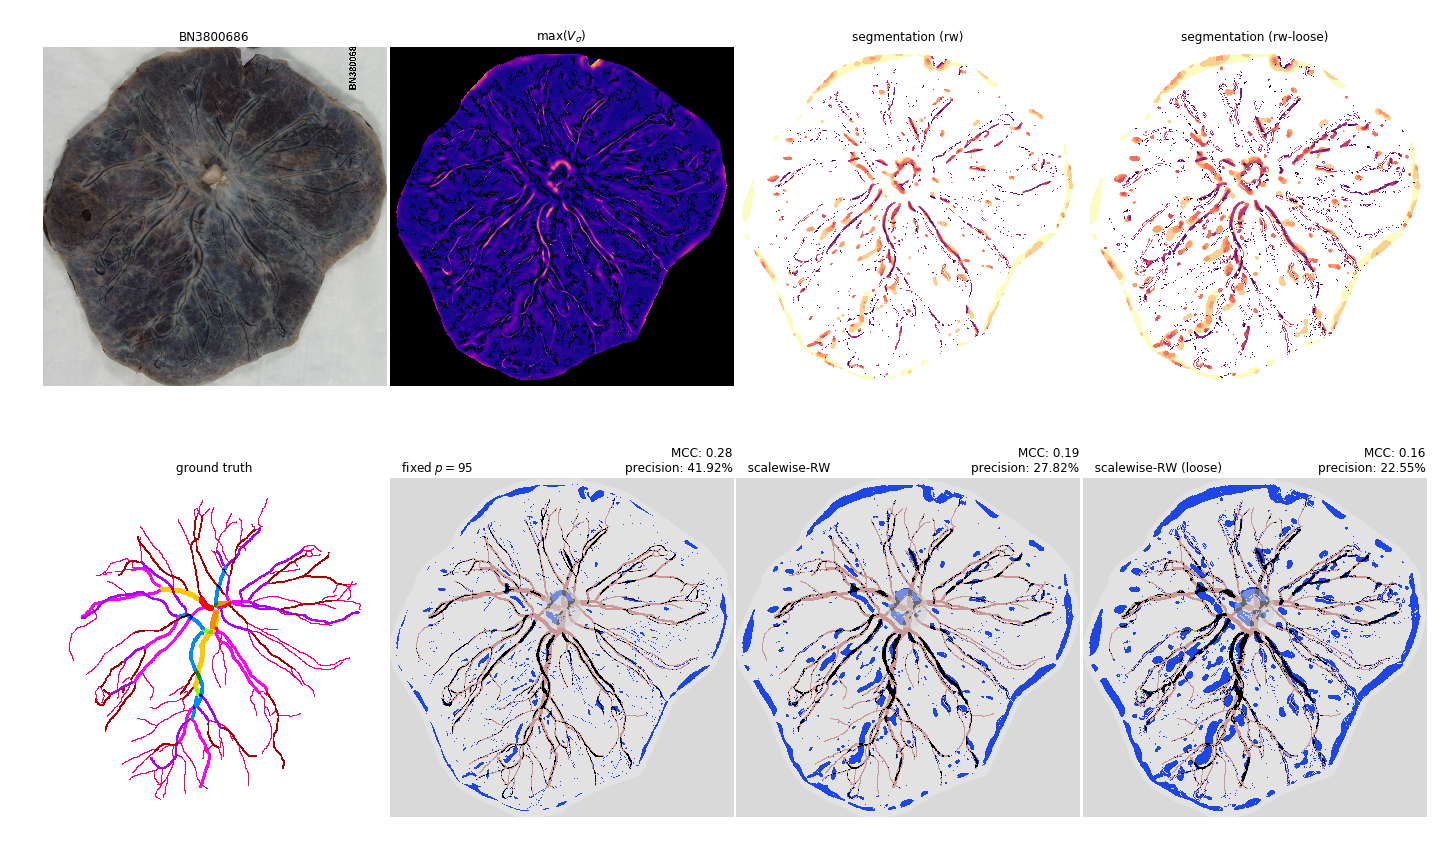 BN3800686
max(Vσ)
segmentation (rw)
segmentation (rw-loose)
BN380068
ground truth
fixed p = 95
MCC: 0.28
precision: 41.92%
scalewise-RW
MCC: 0.19
precision: 27.82%
scalewise-RW (loose)
MCC: 0.16
precision: 22.55%